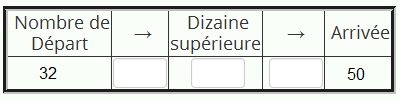 Nombre de Départ → Dizaine supérieure → Arrivée
32 50